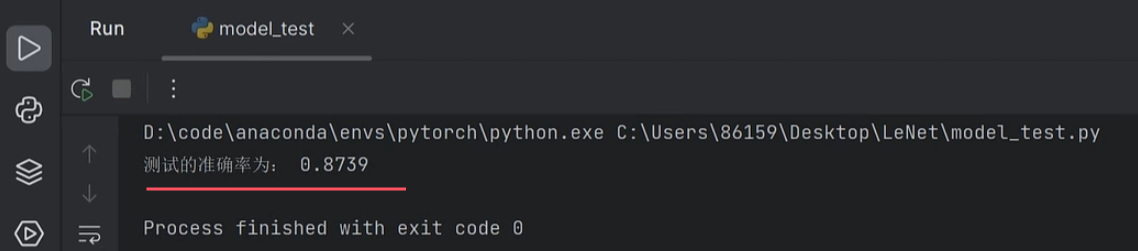 Run
model_test
D:\code\anaconda\envs\pytorch\python.exe C:\Users\86159\Desktop\LeNet\model_test.py
测试的准确率为： 0.8739
Process finished with exit code 0